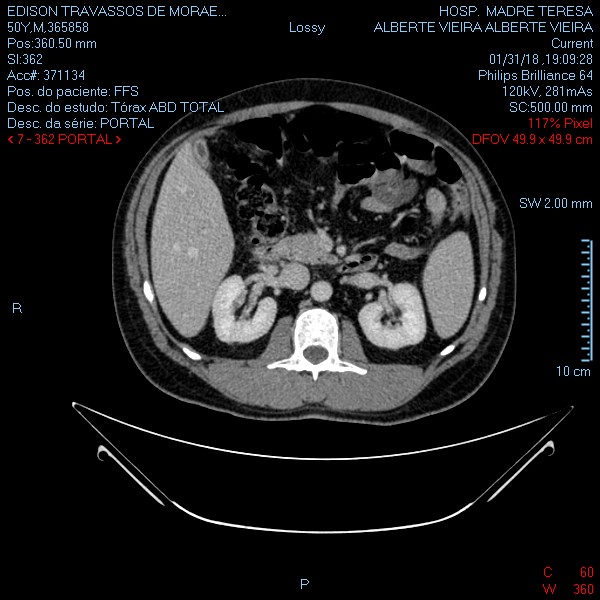 EDISON TRAVASSOS DE MORAE...
50Y,M,365858
Pos:360.50 mm
SI:362
Acc#: 371134
Pos. do paciente: FFS
Desc. do estudo: Tórax ABD TOTAL
Desc. da série: PORTAL
< 7 - 362 PORTAL >
Lossy
HOSP. MADRE TERESA
ALBERTE VIEIRA ALBERTE VIEIRA
Current
01/31/18 ,19:09:28
Philips Brilliance 64
120kV, 281mAs
SC:500.00 mm
117% Pixel
DFOV 49.9 x 49.9 cm
SW 2.00 mm
R
10 cm
P
C 60
W 360